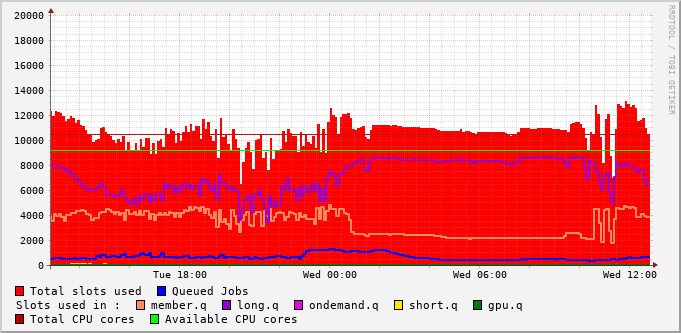 RRDTOOL / TOBI OETIKER
20000
18000
16000
14000
12000
10000
8000
6000
4000
2000
0
Tue 18:00 Wed 00:00 Wed 06:00 Wed 12:00
Total slots used Queued Jobs
Slots used in : member.q long.q ondemand.q short.q gpu.q
Total CPU cores Available CPU cores